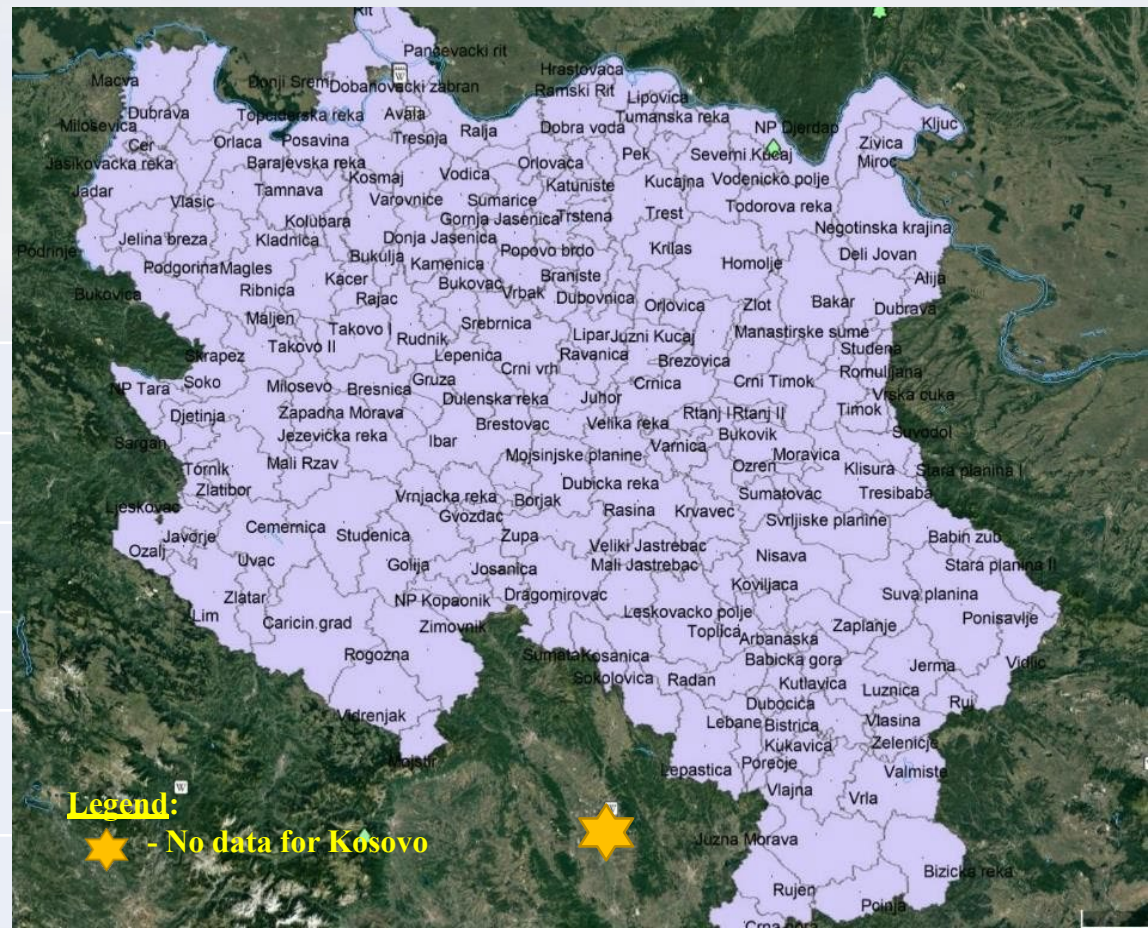 Rit
Pancevacki rit
Macva
Donji Srem
Dobanovacki zabran
Hrastovaca
Ramski Rit
Lipovica
Dubrava
Topciderska reka
Avala
Tumanska reka
Milosevica
Cer
Orlaca
Posavina
Tresnja
Ralja
Dobra voda
NP Djerdap
Kljuc
Zivica
Jasikovacka reka
Barajevska reka
Kosmaj
Vodica
Orlovaca
Pek
Severni Kucaj
Miroc
Jadar
Vlasic
Tamnava
Varovnice
Sumarice
Katuniste
Kucajna
Vodenicko polje
Kolubara
Gornja Jasenica
Trstena
Trest
Todorova reka
Podrinje
Jelina breza
Kladnica
Donja Jasenica
Popovo brdo
Krilas
Negotinska krajina
Podgorina
Magles
Bukulja
Kamenica
Braniste
Homolje
Deli Jovan
Bukovica
Ribnica
Kacer
Bukovac
Vrbak
Alija
Rajac
Dubovnica
Orlovica
Zlot
Bakar
Dubrava
Maljen
Takovo I
Srebrnica
Takovo II
Rudnik
Lipar
Juzni Kucaj
Manastirske sume
Skrapez
Lepenica
Ravanica
Brezovica
Studena
NP Tara
Soko
Milosevo
Bresnica
Gruza
Crni vrh
Crnica
Crni Timok
Romulijana
Vrska cuka
Djetinja
Zapadna Morava
Dulenska reka
Juhor
Rtanj I
Rtanj II
Timok
Sargan
Jezevicka reka
Ibar
Brestovac
Velika reka
Bukovik
Suvodol
Tornik
Mali Rzav
Mojsinjske planine
Varnica
Moravica
Ozren
Klisura
Stara planina I
Zlatibor
Vrnjacka reka
Borjak
Dubicka reka
Sumatovac
Tresibaba
Ljeskovac
Gvozdac
Rasina
Krvavec
Svrljiske planine
Javorje
Cemernica
Studenica
Zupa
Babin zub
Ozalj
Uvac
Golija
Josanica
Veliki Jastrebac
Mali Jastrebac
Nisava
Stara planina II
Zlatar
NP Kopaonik
Dragomirovac
Koviljaca
Suva planina
Lim
Caricin grad
Zimovnik
Leskovacko polje
Toplica
Arbanaska
Zaplanje
Ponisavlje
Rogozna
Sumata
Kosanica
Sokolovica
Radan
Babicka gora
Jerma
Vidlic
Kutlavica
Luznica
Ruj
Vidrenjak
Dubocica
Lebane
Bistrica
Vlasina
Mojstir
Kukavica
Zelenicje
Lepastica
Porecje
Valmiste
Vlajna
Vrla
Legend:
- No data for Kosovo
Juzna Morava
Rujen
Bizicka reka
Pcinja
Crna gora